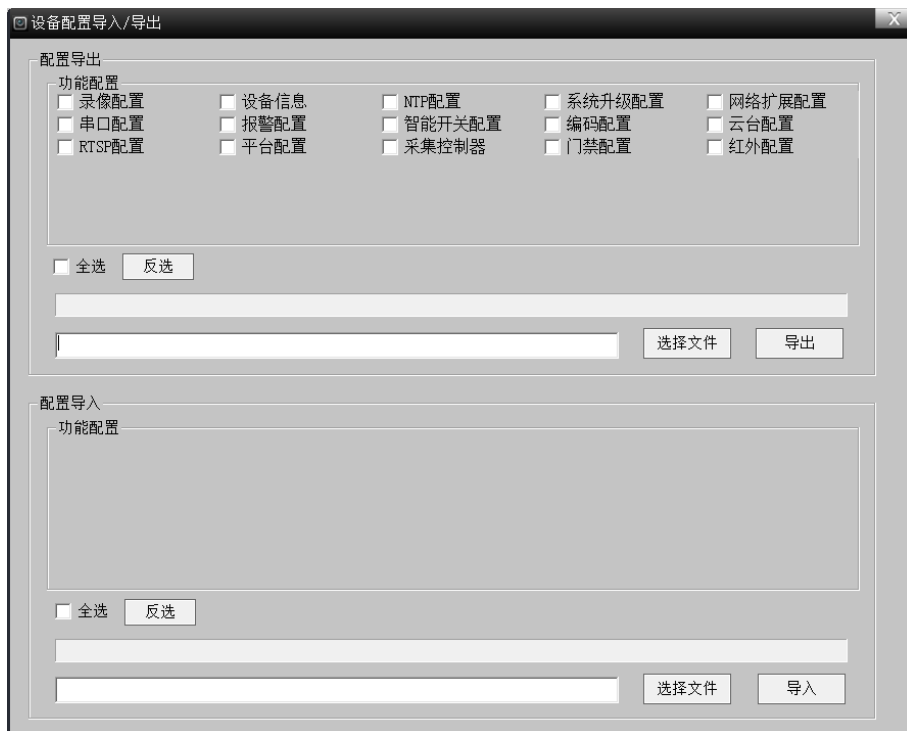 设备配置导入/导出
X
配置导出
功能配置
录像配置 设备信息 NTP配置 系统升级配置 网络扩展配置
串口配置 报警配置 智能开关配置 编码配置 云台配置
RTSP配置 平台配置 采集控制器 门禁配置 红外配置
全选 反选
选择文件 导出
配置导入
功能配置
全选 反选
选择文件 导入